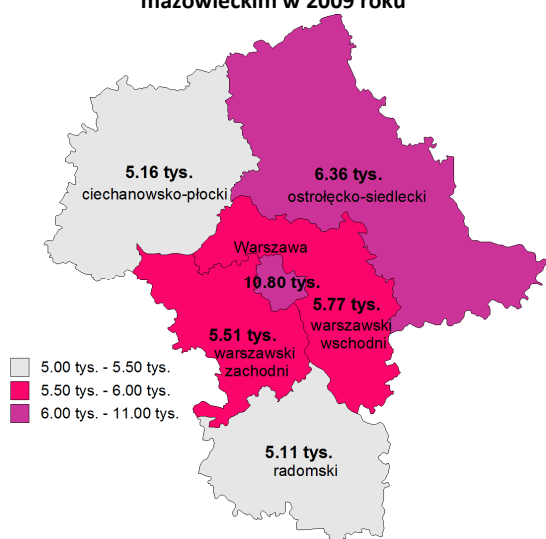 mazowieckim w 2009 roku
5.16 tys.
ciechanowsko-płocki
6.36 tys.
ostrołęcko-siedlecki
Warszawa
10.80 tys.
5.77 tys.
warszawski
wschodni
5.51 tys.
warszawski
zachodni
5.00 tys. - 5.50 tys.
5.50 tys. - 6.00 tys.
6.00 tys. - 11.00 tys.
5.11 tys.
radomski